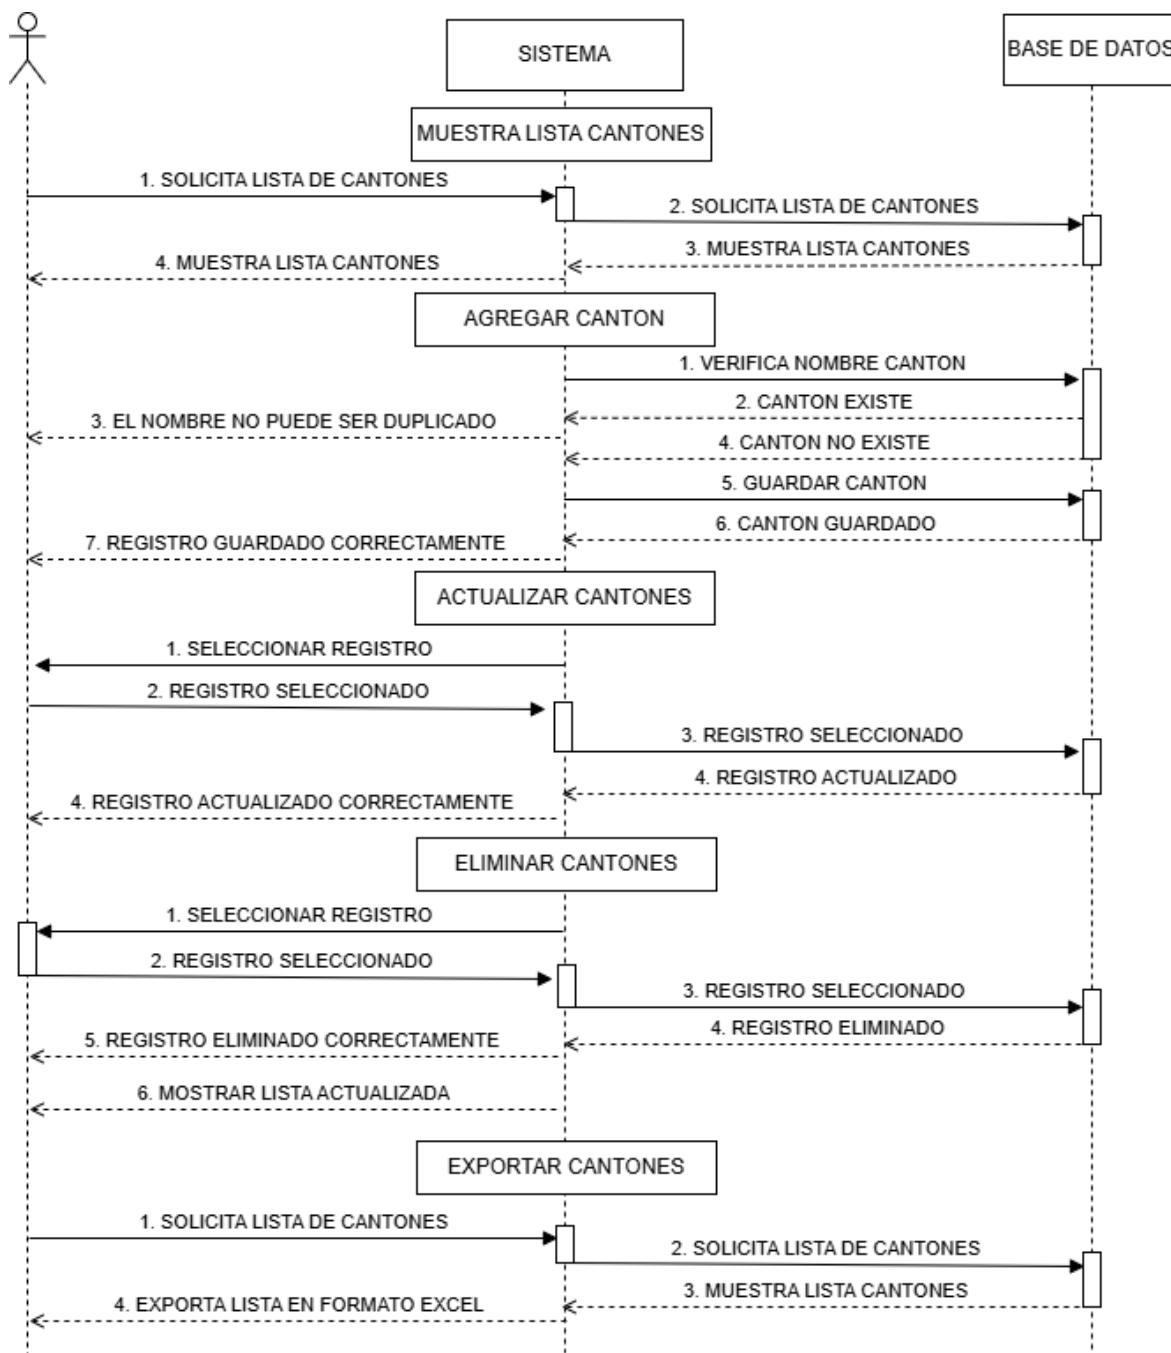 SISTEMA
BASE DE DATOS
MUESTRA LISTA CANTONES
1. SOLICITA LISTA DE CANTONES
2. SOLICITA LISTA DE CANTONES
3. MUESTRA LISTA CANTONES
4. MUESTRA LISTA CANTONES
AGREGAR CANTON
1. VERIFICA NOMBRE CANTON
2. CANTON EXISTE
3. EL NOMBRE NO PUEDE SER DUPLICADO
4. CANTON NO EXISTE
5. GUARDAR CANTON
6. CANTON GUARDADO
7. REGISTRO GUARDADO CORRECTAMENTE
ACTUALIZAR CANTONES
1. SELECCIONAR REGISTRO
2. REGISTRO SELECCIONADO
3. REGISTRO SELECCIONADO
4. REGISTRO ACTUALIZADO
4. REGISTRO ACTUALIZADO CORRECTAMENTE
ELIMINAR CANTONES
1. SELECCIONAR REGISTRO
2. REGISTRO SELECCIONADO
3. REGISTRO SELECCIONADO
4. REGISTRO ELIMINADO
5. REGISTRO ELIMINADO CORRECTAMENTE
6. MOSTRAR LISTA ACTUALIZADA
EXPORTAR CANTONES
1. SOLICITA LISTA DE CANTONES
2. SOLICITA LISTA DE CANTONES
3. MUESTRA LISTA CANTONES
4. EXPORTA LISTA EN FORMATO EXCEL